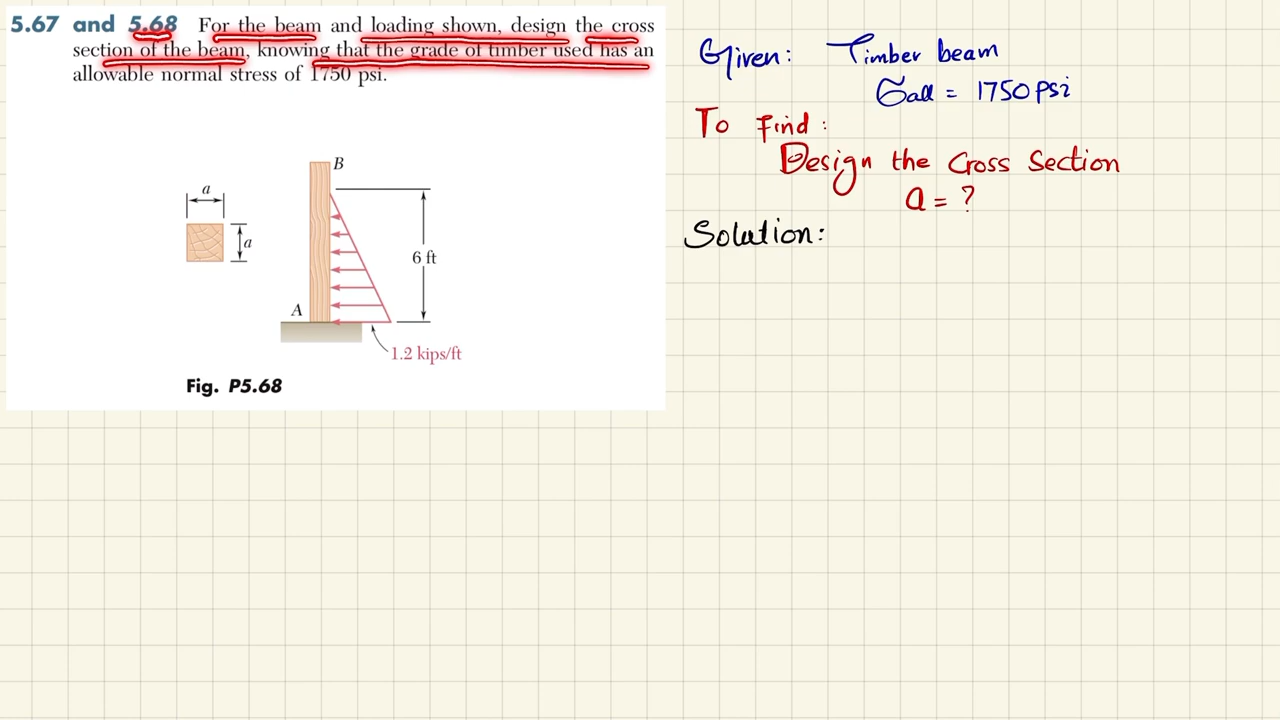 5.67 and 5.68 For the beam and loading shown, design the cross
section of the beam, knowing that the grade of timber used has an
allowable normal stress of 1750 psi.
a
a
B
6 ft
A
1.2 kips/ft
Fig. P5.68
Given: Timber beam
σall = 1750 psi
To Find:
Design the Cross Section
a = ?
Solution: